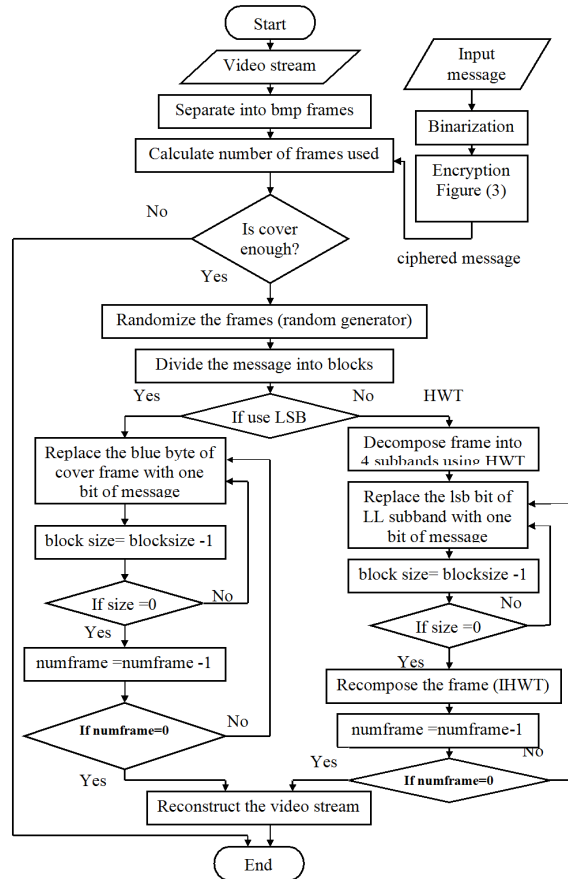 Start
Video stream
Separate into bmp frames
Calculate number of frames used
Input
message
Binarization
Encryption
Figure (3)
ciphered message
No
Is cover
enough?
Yes
Randomize the frames (random generator)
Divide the message into blocks
Yes
If use LSB
No
HWT
Replace the blue byte of
cover frame with one
bit of message
block size= blocksize -1
If size =0
No
Yes
numframe =numframe -1
If numframe=0
No
Yes
Decompose frame into
4 subbands using HWT
Replace the lsb bit of
LL subband with one
bit of message
block size= blocksize -1
If size =0
No
Yes
Recompose the frame (IHWT)
numframe =numframe-1
If numframe=0
No
Yes
Reconstruct the video stream
End